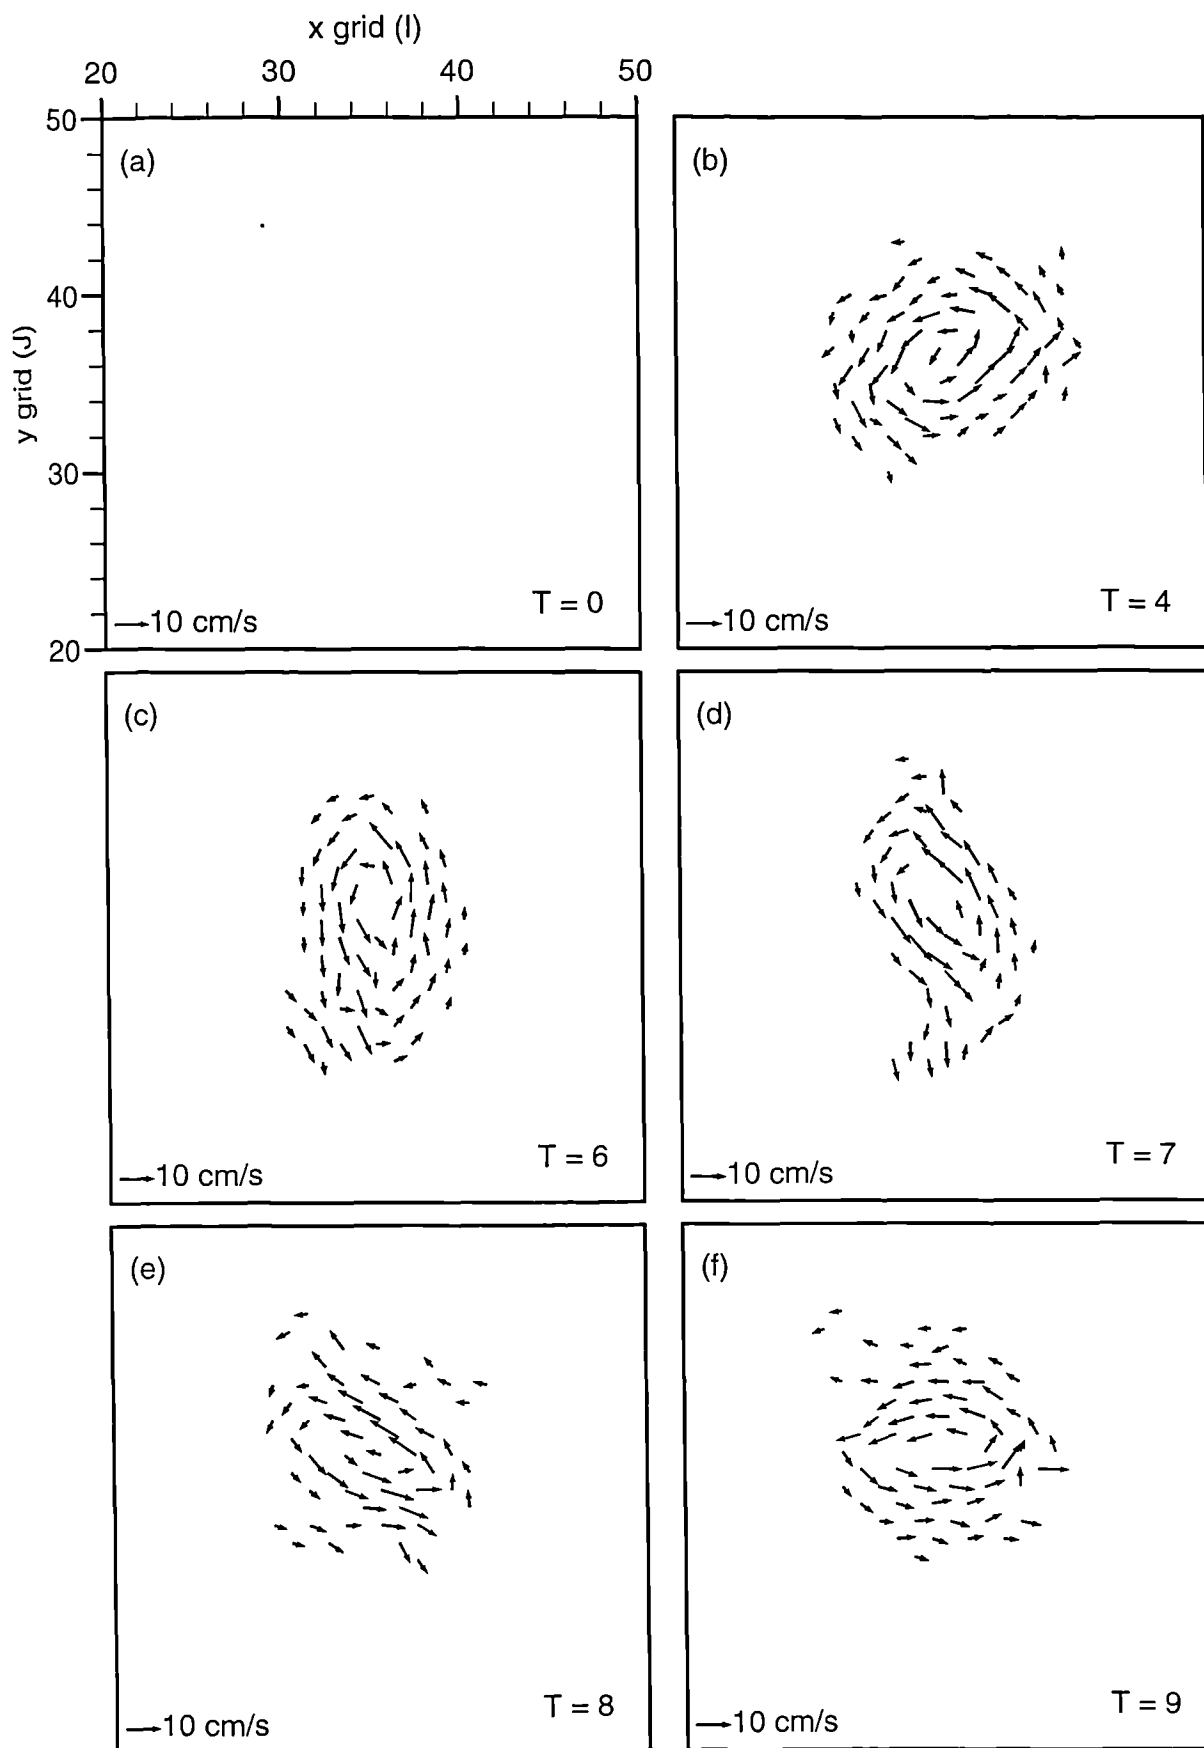 x grid (I)
20 30 40 50
50
40
30
20
y grid (J)
(a)
T = 0
10 cm/s
(b)
T = 4
10 cm/s
(c)
T = 6
10 cm/s
(d)
T = 7
10 cm/s
(e)
T = 8
10 cm/s
(f)
T = 9
10 cm/s